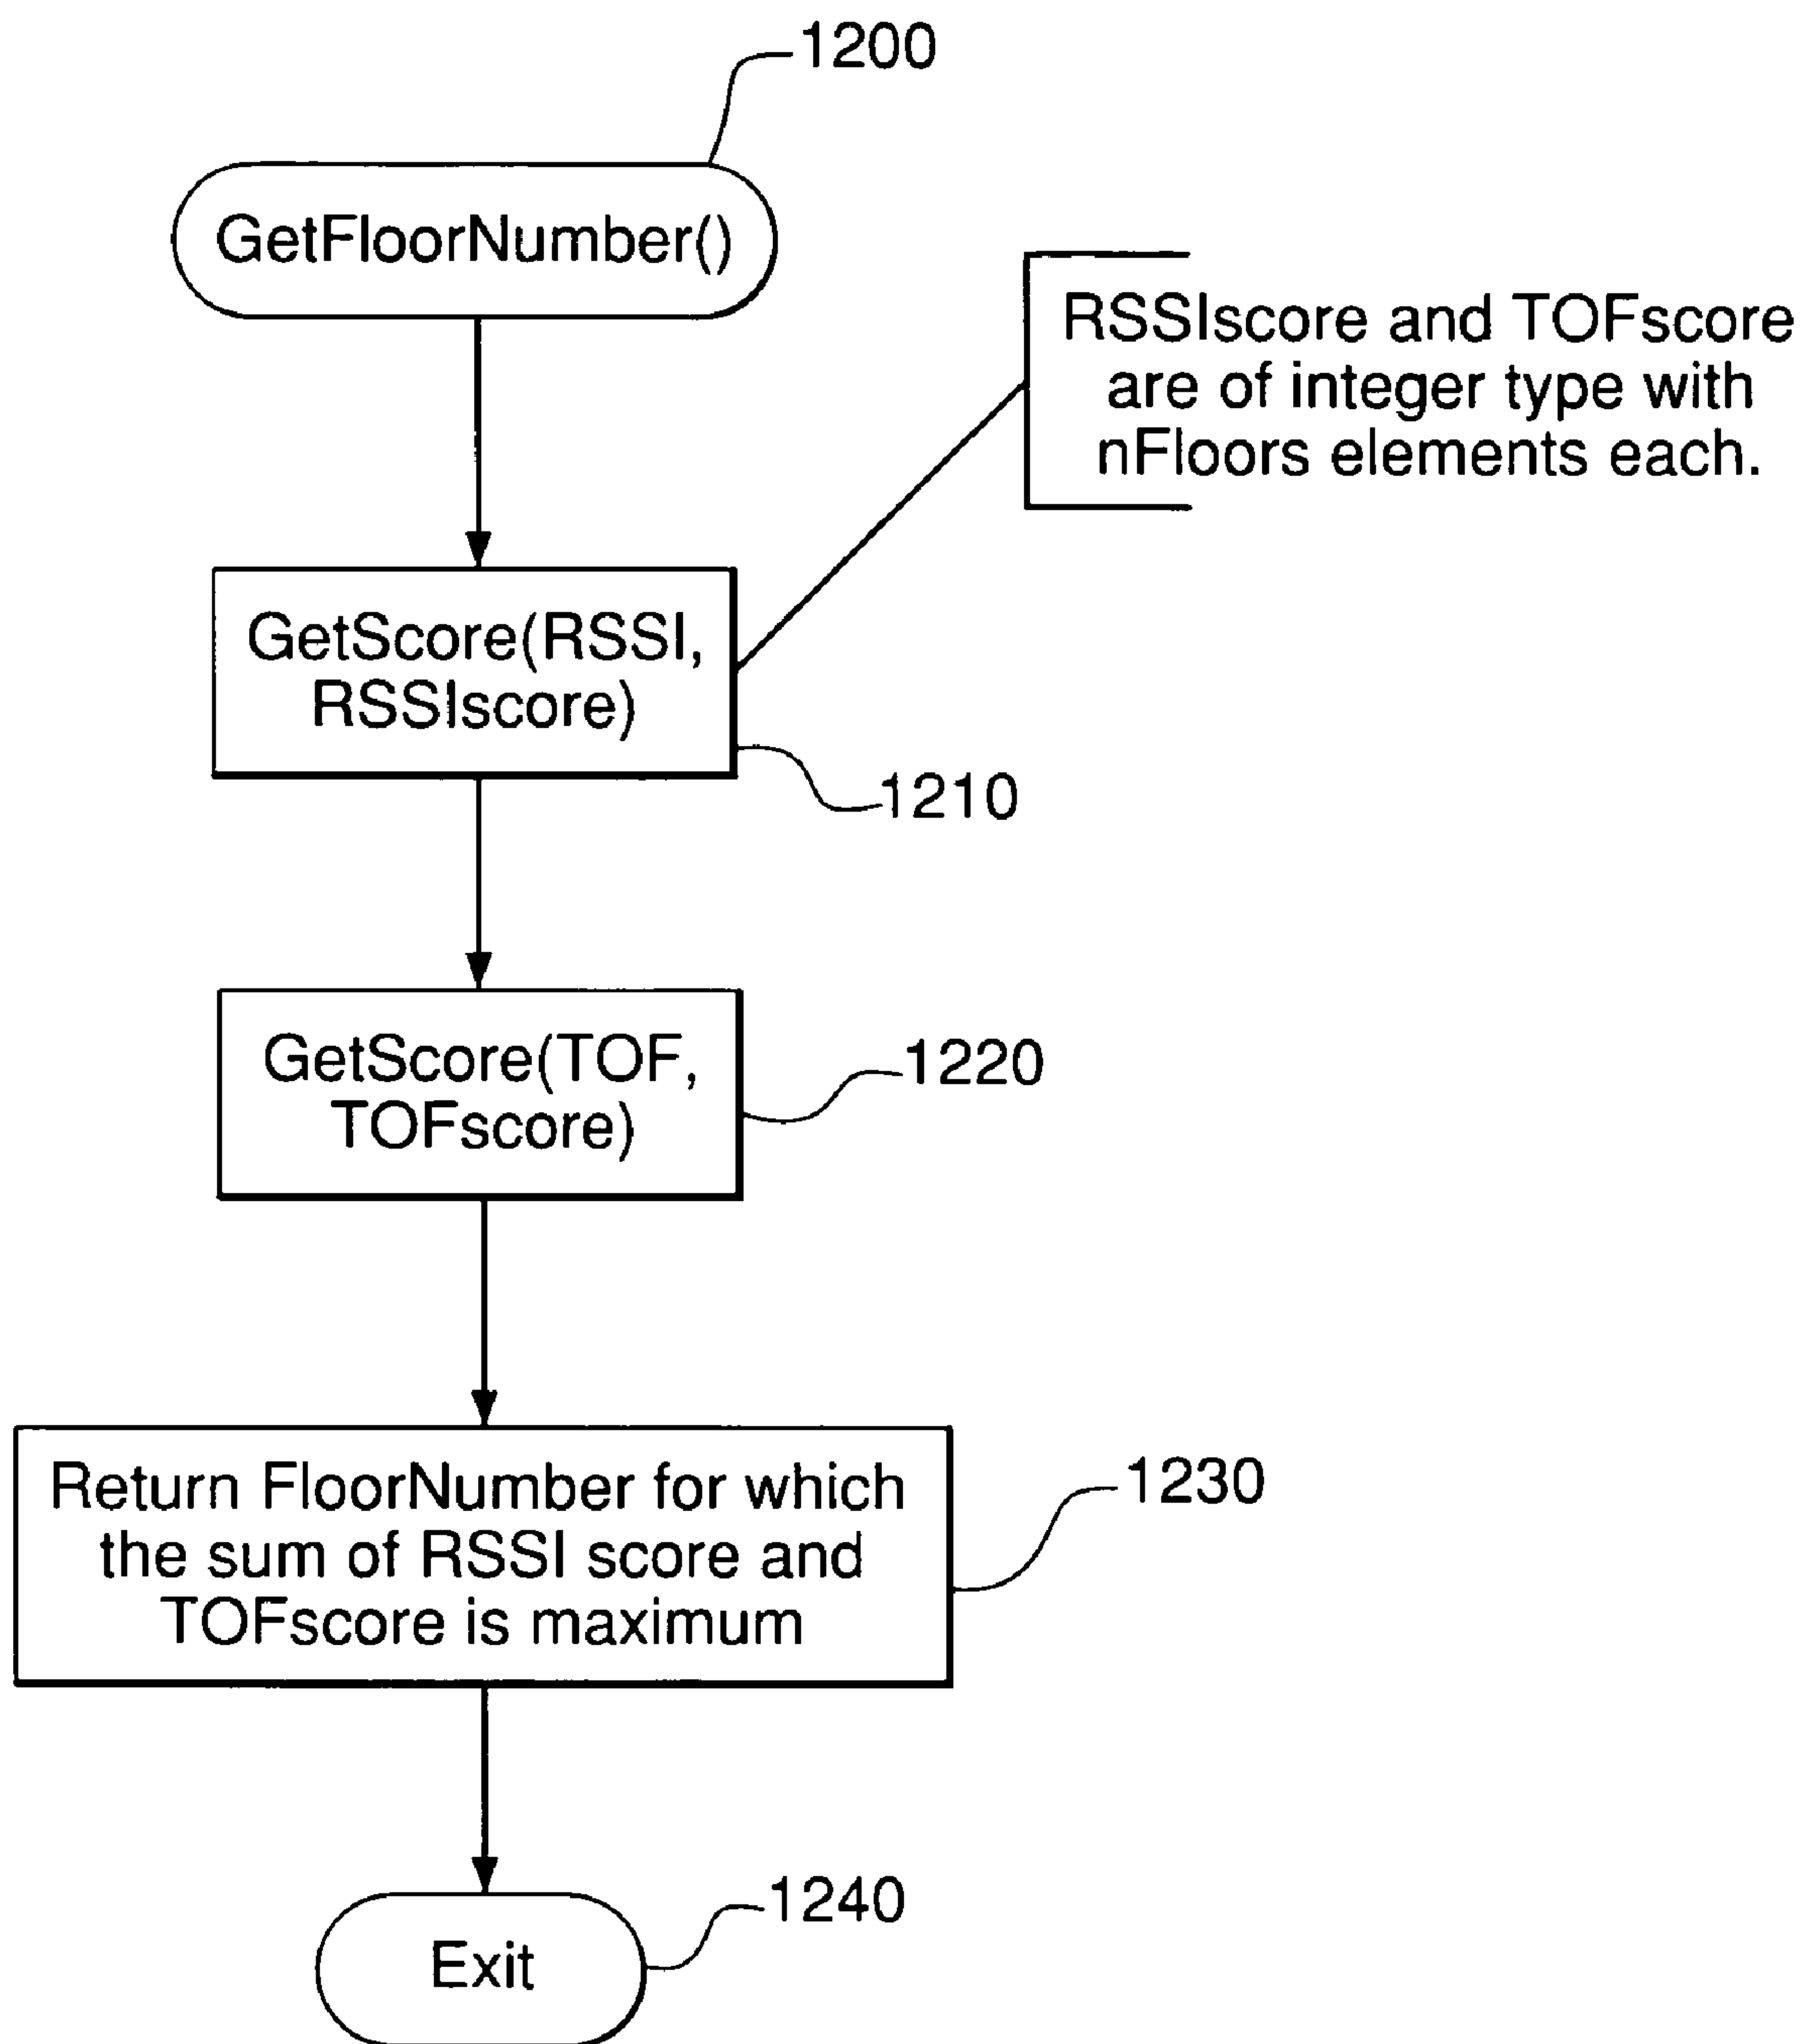 1200
GetFloorNumber()
RSSIscore and TOFscore
are of integer type with
nFloors elements each.
GetScore(RSSI,
RSSIscore)
1210
GetScore(TOF,
TOFscore)
1220
Return FloorNumber for which
the sum of RSSI score and
TOFscore is maximum
1230
1240
Exit